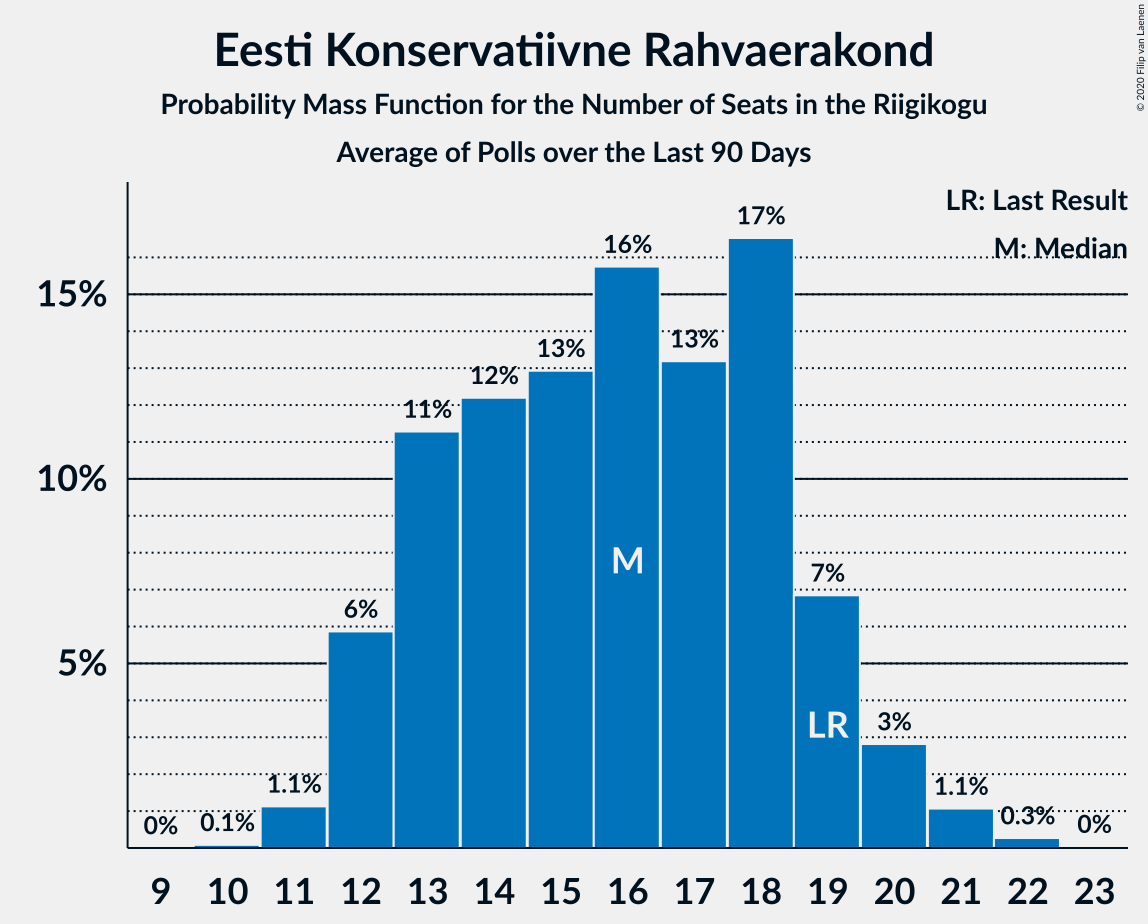 Eesti Konservatiivne Rahvaerakond
Probability Mass Function for the Number of Seats in the Riigikogu
Average of Polls over the Last 90 Days
© 2020 Filip van Laenen
LR: Last Result
M: Median
15%
10%
5%
0%
0.1%
1.1%
6%
11%
12%
13%
16%
13%
17%
7%
3%
1.1%
0.3%
0%
M
LR
9 10 11 12 13 14 15 16 17 18 19 20 21 22 23